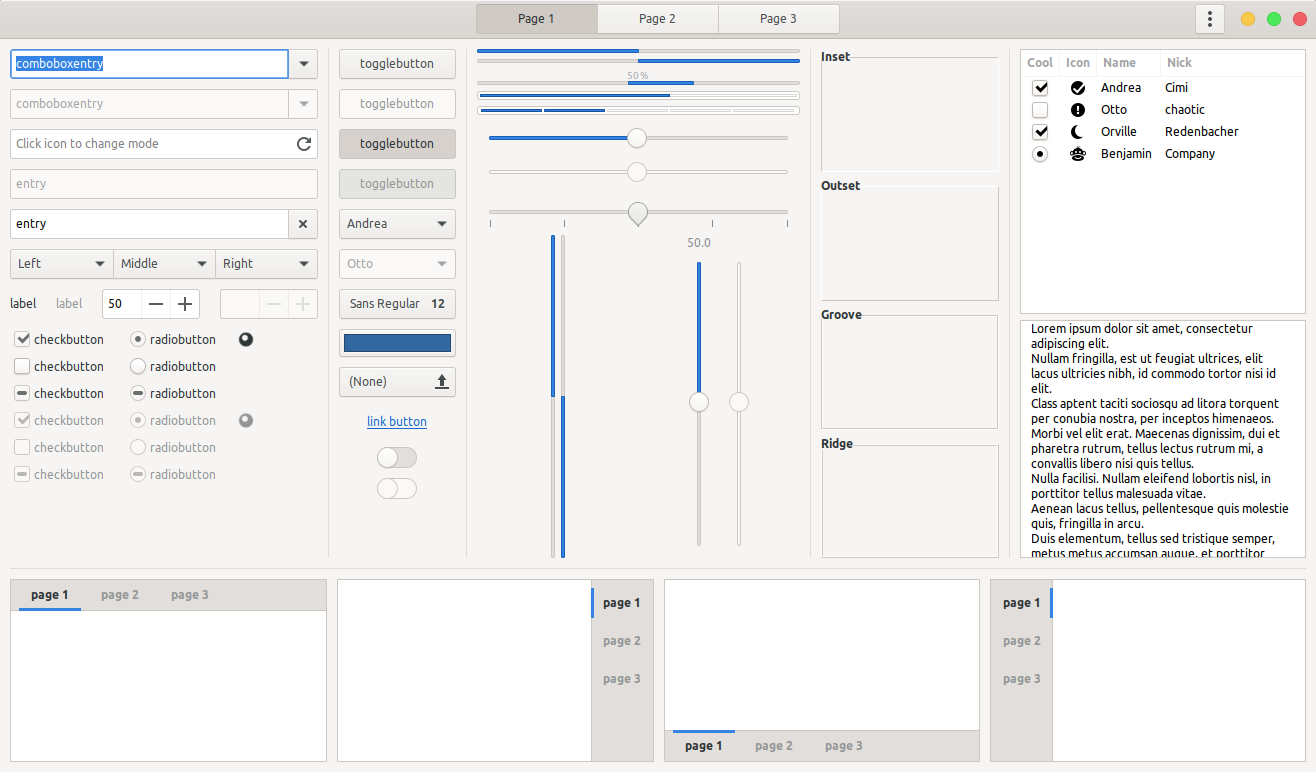 Page 1 Page 2 Page 3
comboboxentry
comboboxentry
Click icon to change mode
entry
entry
Left Middle Right
label label 50
checkbutton radiobutton
checkbutton radiobutton
checkbutton radiobutton
checkbutton radiobutton
checkbutton radiobutton
checkbutton radiobutton
togglebutton
togglebutton
togglebutton
togglebutton
Andrea
Otto
Sans Regular 12
(None)
link button
50 %
50.0
Inset
Outset
Groove
Ridge
Cool Icon Name Nick
Andrea Cimi
Otto chaotic
Orville Redenbacher
Benjamin Company
Lorem ipsum dolor sit amet, consectetur
adipiscing elit.
Nullam fringilla, est ut feugiat ultrices, elit
lacus ultricies nibh, id commodo tortor nisi id
elit.
Class aptent taciti sociosqu ad litora torquent
per conubia nostra, per inceptos himenaeos.
Morbi vel elit erat. Maecenas dignissim, dui et
pharetra rutrum, tellus lectus rutrum mi, a
convallis libero nisi quis tellus.
Nulla facilisi. Nullam eleifend lobortis nisl, in
porttitor tellus malesuada vitae.
Aenean lacus tellus, pellentesque quis molestie
quis, fringilla in arcu.
Duis elementum, tellus sed tristique semper,
metus metus accumsan augue, et porttitor
page 1 page 2 page 3
page 1
page 2
page 3
page 1 page 2 page 3
page 1
page 2
page 3